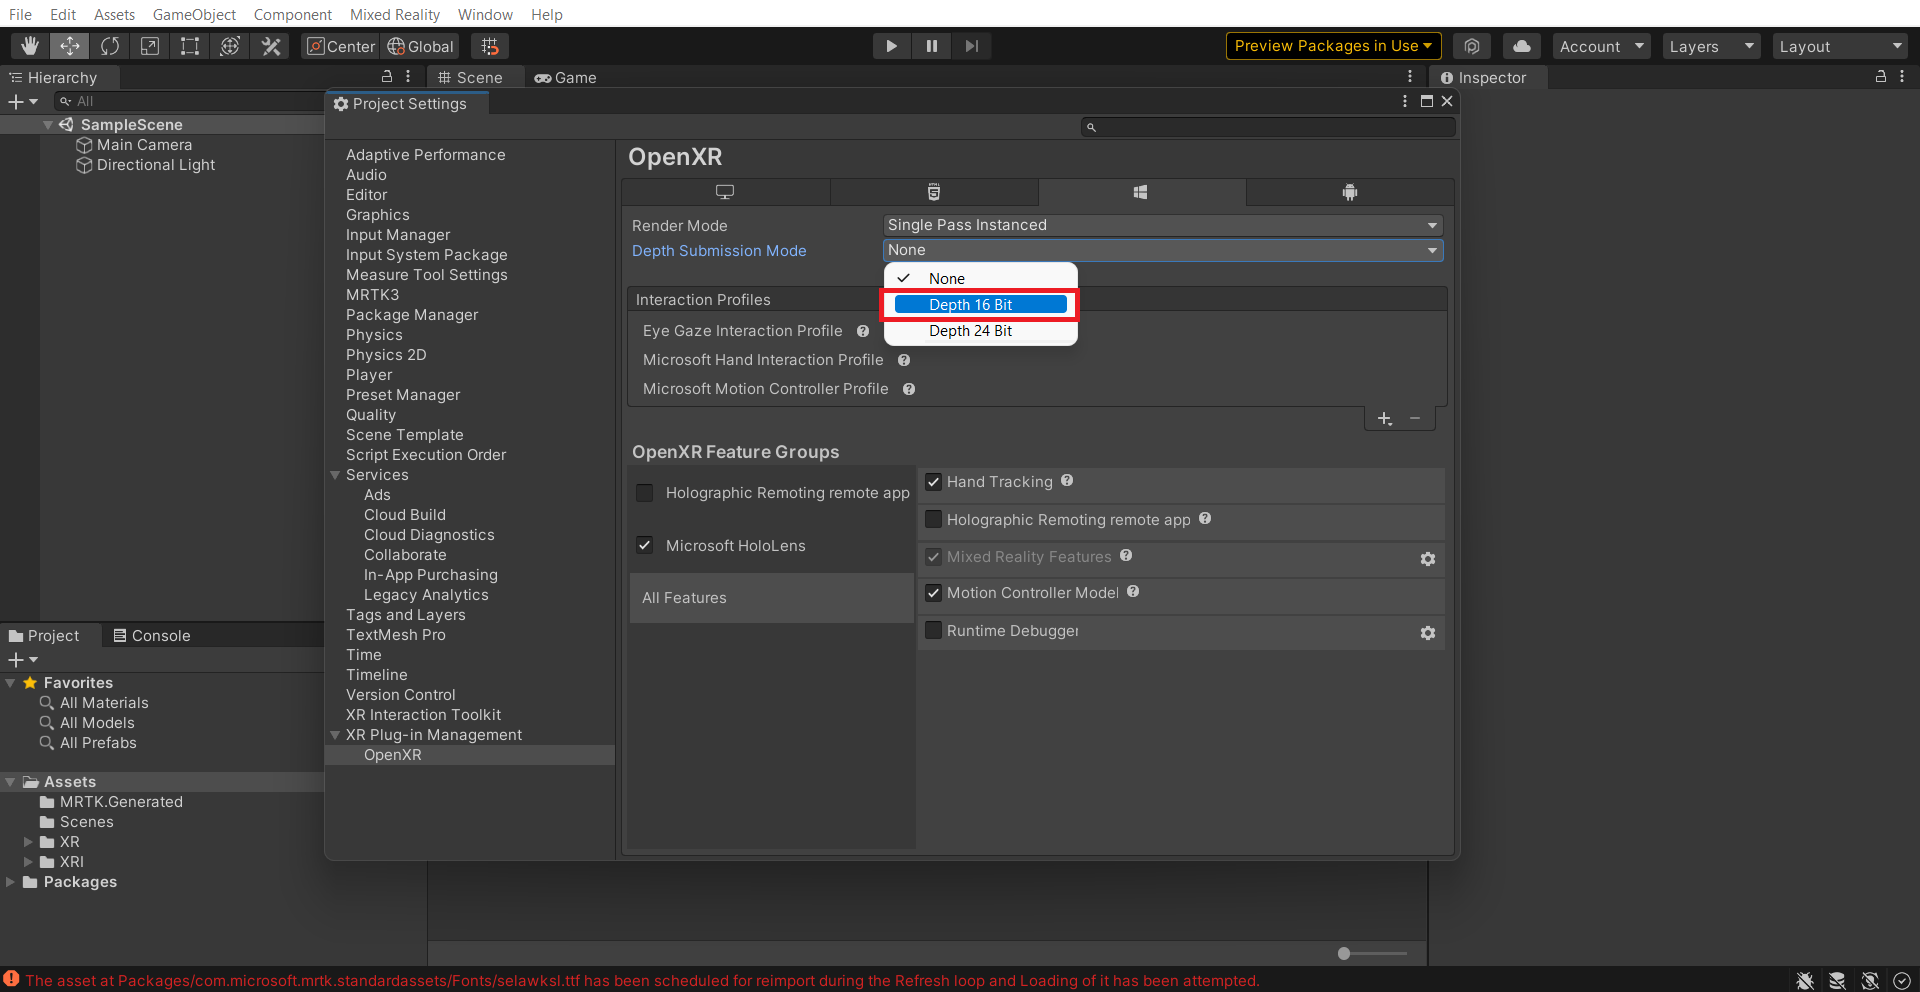 File Edit Assets GameObject Component Mixed Reality Window Help
Center Global Preview Packages in Use Account Layers Layout
Hierarchy Scene Game Inspector
All
SampleScene
Main Camera
Directional Light
Project Settings
Adaptive Performance
Audio
Editor
Graphics
Input Manager
Input System Package
Measure Tool Settings
MRTK3
Package Manager
Physics
Physics 2D
Player
Preset Manager
Quality
Scene Template
Script Execution Order
Services
Ads
Cloud Build
Cloud Diagnostics
Collaborate
In-App Purchasing
Legacy Analytics
Tags and Layers
TextMesh Pro
Time
Timeline
Version Control
XR Interaction Toolkit
XR Plug-in Management
OpenXR
OpenXR
Render Mode Single Pass Instanced
Depth Submission Mode None
None
Depth 16 Bit
Depth 24 Bit
Interaction Profiles
Eye Gaze Interaction Profile
Microsoft Hand Interaction Profile
Microsoft Motion Controller Profile
OpenXR Feature Groups
Holographic Remoting remote app
Microsoft HoloLens
All Features
Hand Tracking
Holographic Remoting remote app
Mixed Reality Features
Motion Controller Model
Runtime Debugger
Project Console
Favorites
All Materials
All Models
All Prefabs
Assets
MRTK.Generated
Scenes
XR
XRI
Packages
The asset at Packages/com.microsoft.mrtk.standardassets/Fonts/selawksl.ttf has been scheduled for reimport during the Refresh loop and Loading of it has been attempted.